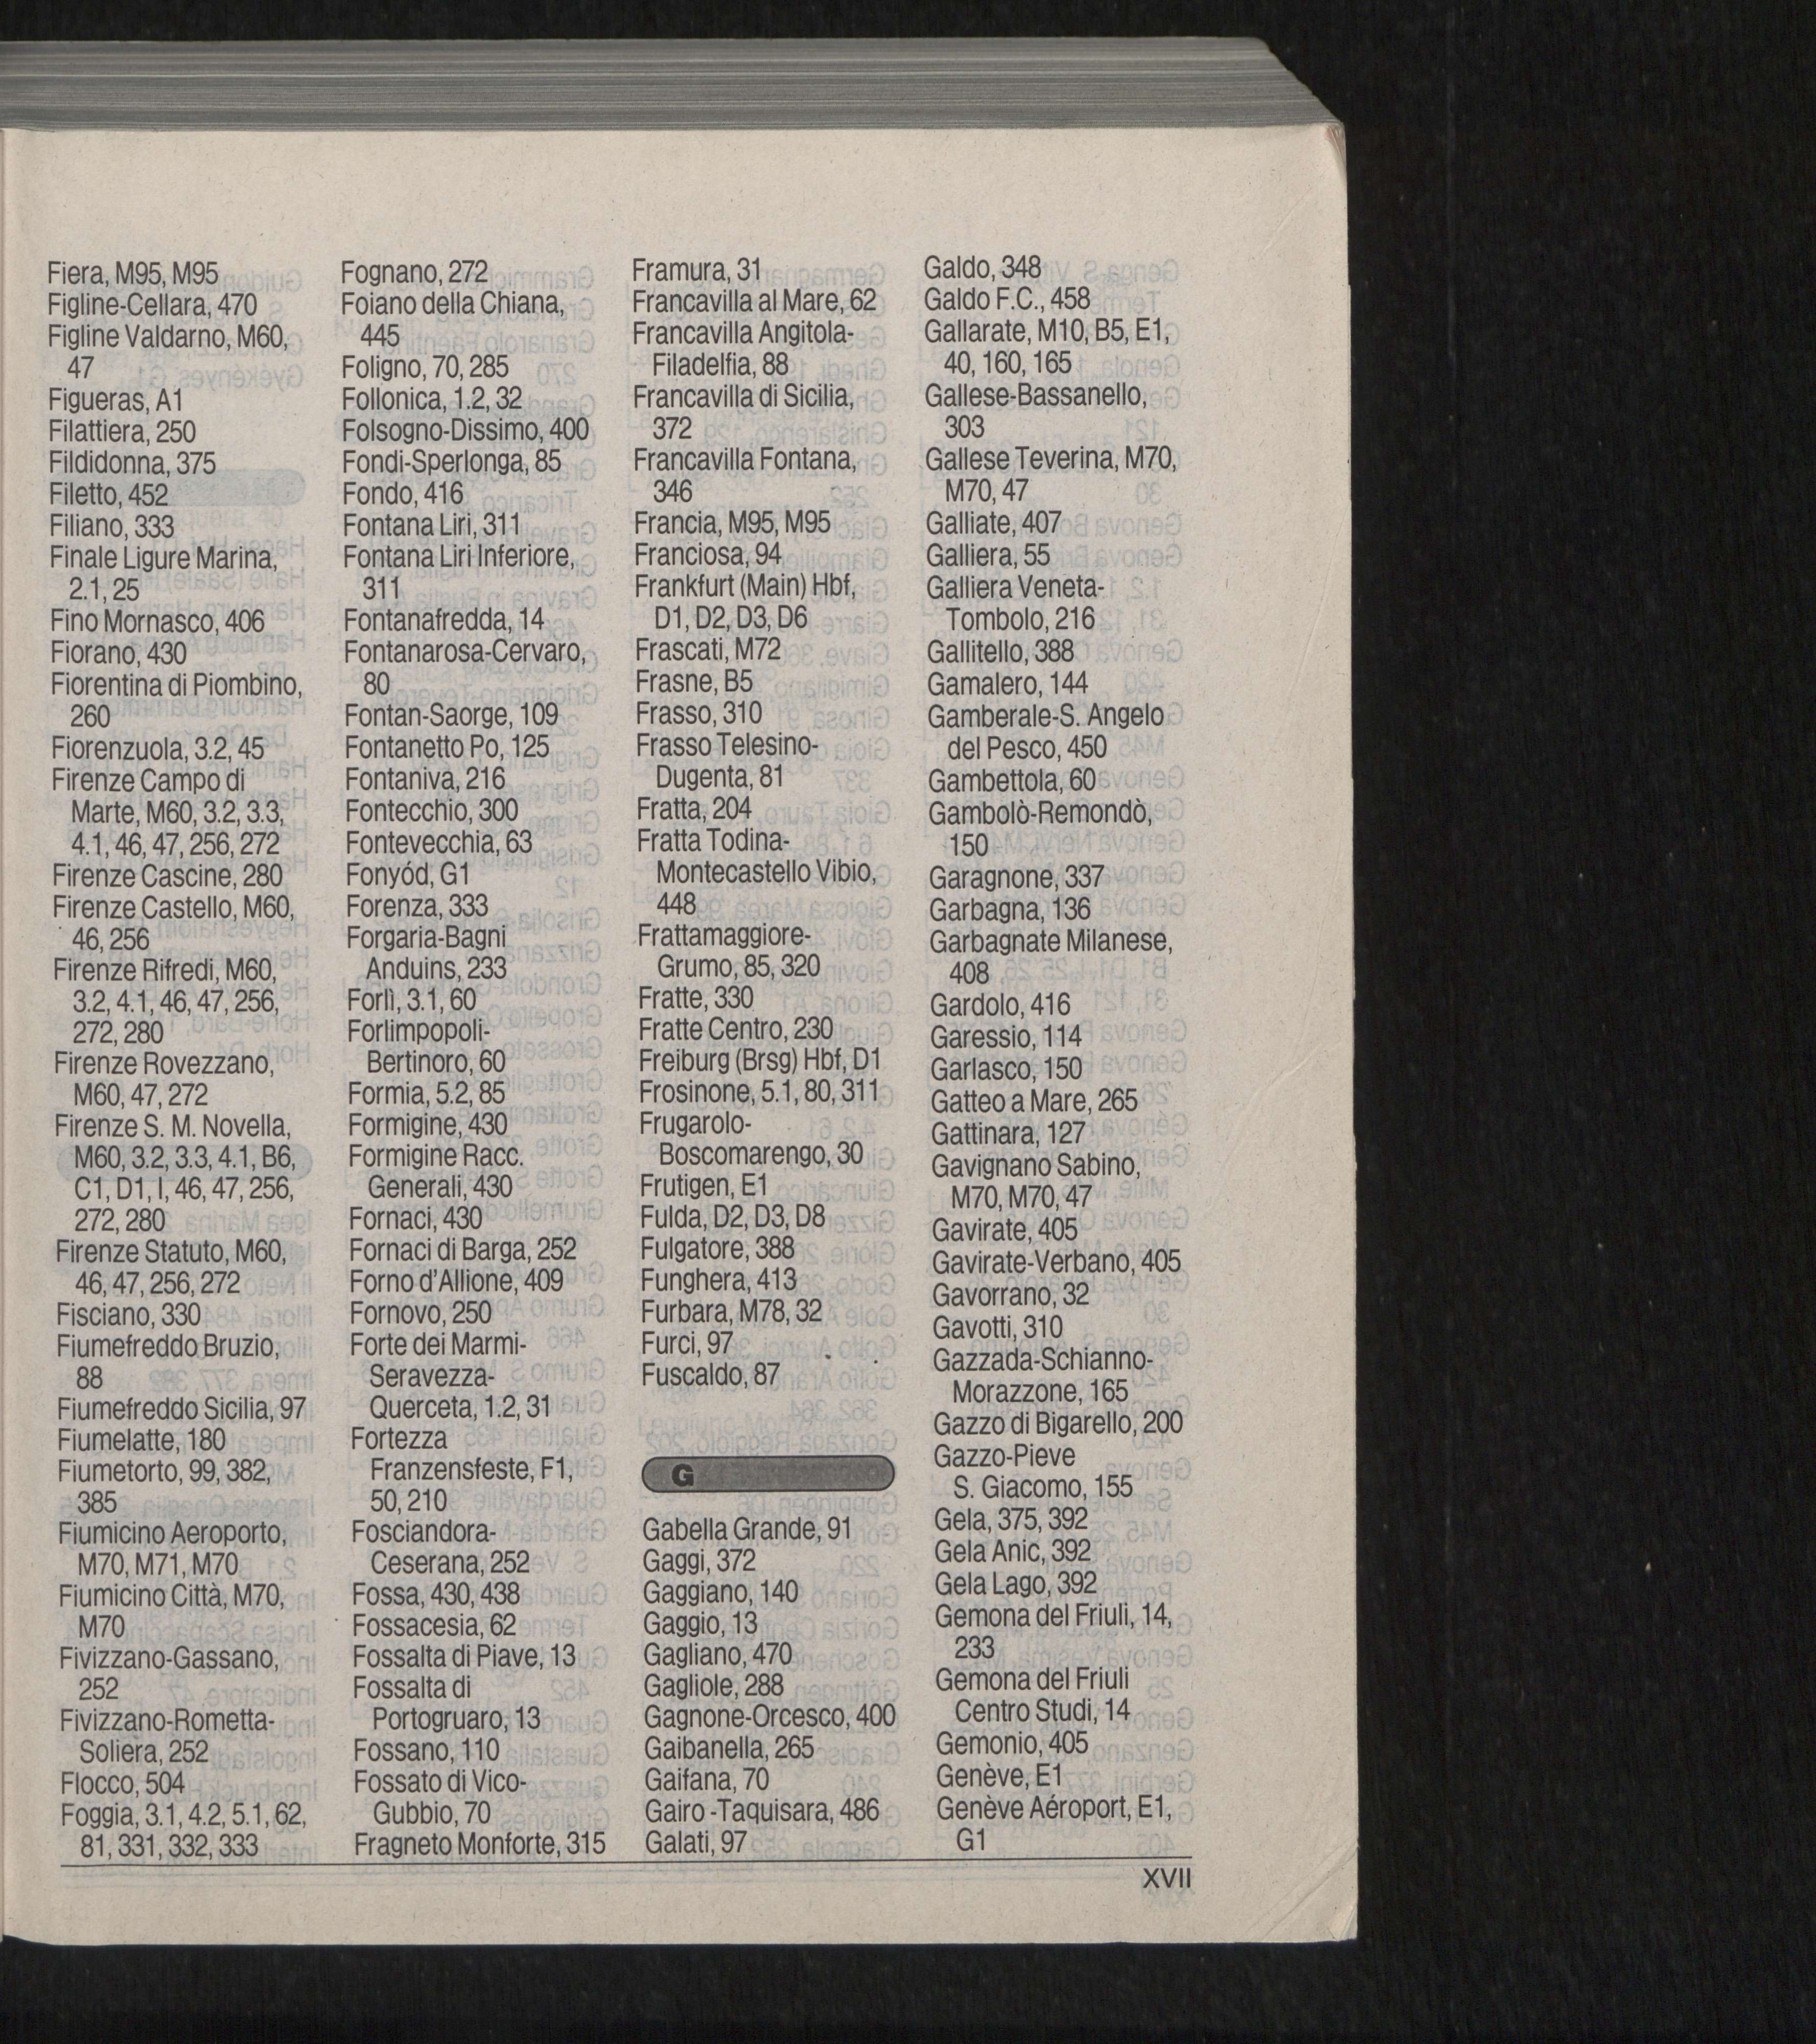 Fiera, M95, M95
Figline-Cellara, 470
Figline Valdarno, M60,
47
Figueras, A1
Filattiera, 250
Fildidonna, 375
Filetto, 452
Filiano, 333
Finale Ligure Marina,
2.1, 25
Fino Mornasco, 406
Fiorano, 430
Fiorentina di Piombino,
260
Fiorenzuola, 3.2, 45
Firenze Campo di
Marte, M60, 3.2, 3.3,
4.1, 46, 47, 256, 272
Firenze Cascine, 280
Firenze Castello, M60,
46, 256
Firenze Rifredi, M60,
3.2, 4.1, 46, 47, 256,
272, 280
Firenze Rovezzano,
M60, 47, 272
Firenze S. M. Novella,
M60, 3.2, 3.3, 4.1, B6,
C1, D1, I, 46, 47, 256,
272, 280
Firenze Statuto, M60,
46, 47, 256, 272
Fisciano, 330
Fiumefreddo Bruzio,
88
Fiumefreddo Sicilia, 97
Fiumelatte, 180
Fiumetorto, 99, 382,
385
Fiumicino Aeroporto,
M70, M71, M70
Fiumicino Città, M70,
M70
Fivizzano-Gassano,
252
Fivizzano-Rometta-
Soliera, 252
Flocco, 504
Foggia, 3.1, 4.2, 5.1, 62,
81, 331, 332, 333
Fognano, 272
Foiano della Chiana,
445
Foligno, 70, 285
Follonica, 1.2, 32
Folsogno-Dissimo, 400
Fondi-Sperlonga, 85
Fondo, 416
Fontana Liri, 311
Fontana Liri Inferiore,
311
Fontanafredda, 14
Fontanarosa-Cervaro,
80
Fontan-Saorge, 109
Fontanetto Po, 125
Fontaniva, 216
Fontecchio, 300
Fontevecchia, 63
Fonyód, G1
Forenza, 333
Forgaria-Bagni
Anduins, 233
Forlì, 3.1, 60
Forlimpopoli-
Bertinoro, 60
Formia, 5.2, 85
Formigine, 430
Formigine Racc.
Generali, 430
Fornaci, 430
Fornaci di Barga, 252
Forno d'Allione, 409
Fornovo, 250
Forte dei Marmi-
Seravezza-
Querceta, 1.2, 31
Fortezza
Franzensfeste, F1,
50, 210
Fosciandora-
Ceserana, 252
Fossa, 430, 438
Fossacesia, 62
Fossalta di Piave, 13
Fossalta di
Portogruaro, 13
Fossano, 110
Fossato di Vico-
Gubbio, 70
Fragneto Monforte, 315
Framura, 31
Francavilla al Mare, 62
Francavilla Angitola-
Filadelfia, 88
Francavilla di Sicilia,
372
Francavilla Fontana,
346
Francia, M95, M95
Franciosa, 94
Frankfurt (Main) Hbf,
D1, D2, D3, D6
Frascati, M72
Frasne, B5
Frasso, 310
Frasso Telesino-
Dugenta, 81
Fratta, 204
Fratta Todina-
Montecastello Vibio,
448
Frattamaggiore-
Grumo, 85, 320
Fratte, 330
Fratte Centro, 230
Freiburg (Brsg) Hbf, D1
Frosinone, 5.1, 80, 311
Frugarolo-
Boscomarengo, 30
Frutigen, E1
Fulda, D2, D3, D8
Fulgatore, 388
Funghera, 413
Furbara, M78, 32
Furci, 97
Fuscaldo, 87
G
Gabella Grande, 91
Gaggi, 372
Gaggiano, 140
Gaggio, 13
Gagliano, 470
Gagliole, 288
Gagnone-Orcesco, 400
Gaibanella, 265
Gaifana, 70
Gairo -Taquisara, 486
Galati, 97
Galdo, 348
Galdo F.C., 458
Gallarate, M10, B5, E1,
40, 160, 165
Gallese-Bassanello,
303
Gallese Teverina, M70,
M70, 47
Galliate, 407
Galliera, 55
Galliera Veneta-
Tombolo, 216
Gallitello, 388
Gamalero, 144
Gamberale-S. Angelo
del Pesco, 450
Gambettola, 60
Gambolò-Remondò,
150
Garagnone, 337
Garbagna, 136
Garbagnate Milanese,
408
Gardolo, 416
Garessio, 114
Garlasco, 150
Gatteo a Mare, 265
Gattinara, 127
Gavignano Sabino,
M70, M70, 47
Gavirate, 405
Gavirate-Verbano, 405
Gavorrano, 32
Gavotti, 310
Gazzada-Schianno-
Morazzone, 165
Gazzo di Bigarello, 200
Gazzo-Pieve
S. Giacomo, 155
Gela, 375, 392
Gela Anic, 392
Gela Lago, 392
Gemona del Friuli, 14,
233
Gemona del Friuli
Centro Studi, 14
Gemonio, 405
Genève, E1
Genève Aéroport, E1,
G1
XVII